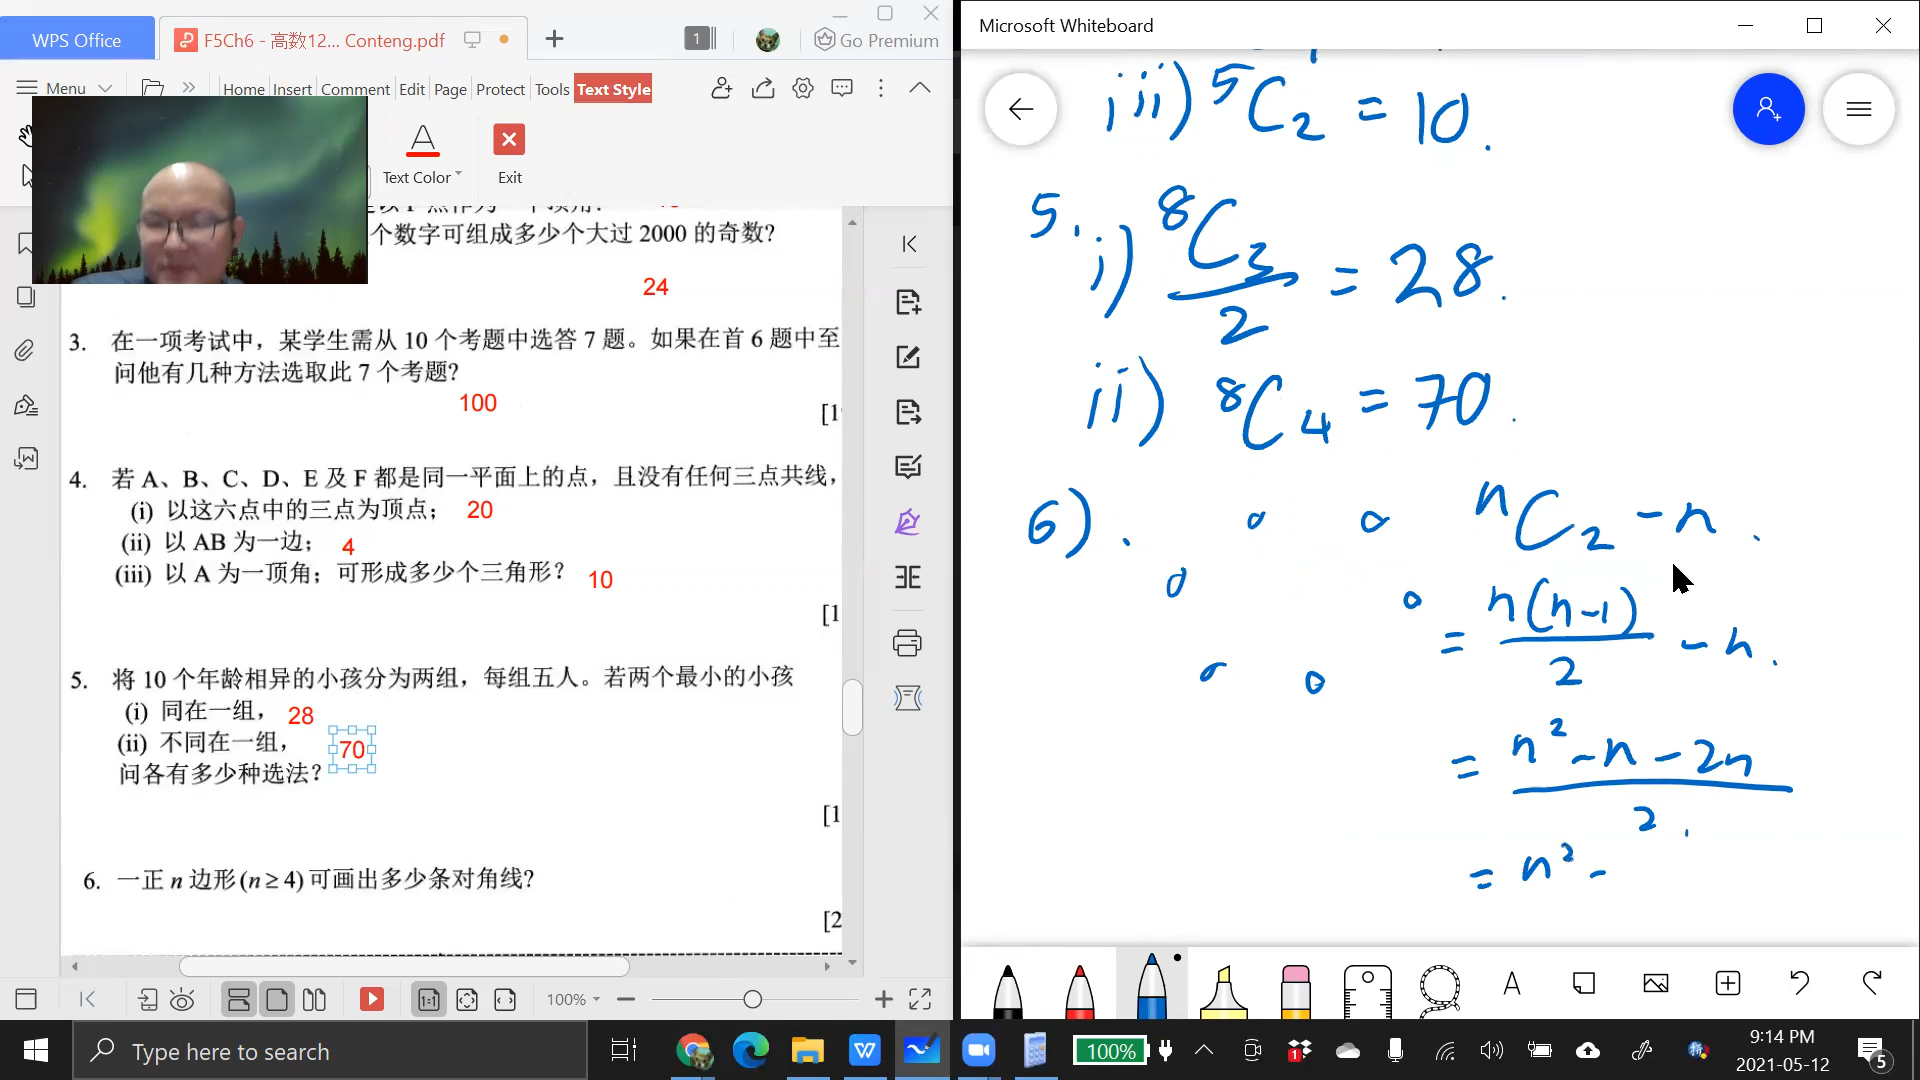 WPS Office
F5Ch6 - 高数12... Conteng.pdf
1
Go Premium
Menu
Home
Insert
Comment
Edit
Page
Protect
Tools
Text Style
Text Color
Exit
个数字可组成多少个大过 2000 的奇数?
24
3. 在一项考试中，某学生需从 10 个考题中选答 7 题。如果在首 6 题中至
问他有几种方法选取此 7 个考题?
100
[1
4. 若 A、B、C、D、E 及 F 都是同一平面上的点，且没有任何三点共线，
(i) 以这六点中的三点为顶点； 20
(ii) 以 AB 为一边； 4
(iii) 以 A 为一顶角；可形成多少个三角形? 10
[1
5. 将 10 个年龄相异的小孩分为两组，每组五人。若两个最小的小孩
(i) 同在一组， 28
(ii) 不同在一组， 70
问各有多少种选法?
[1
6. 一正 n 边形 (n ≥ 4) 可画出多少条对角线?
[2
100%
Microsoft Whiteboard
iii) ⁵C₂ = 10.
5. i) ⁸C₃/2 = 28.
ii) ⁸C₄ = 70.
6). ⁿC₂ - n.
= n(n-1)/2 - n.
= (n² - n - 2n)/2.
= n² -
Type here to search
100%
9:14 PM
2021-05-12
1
5